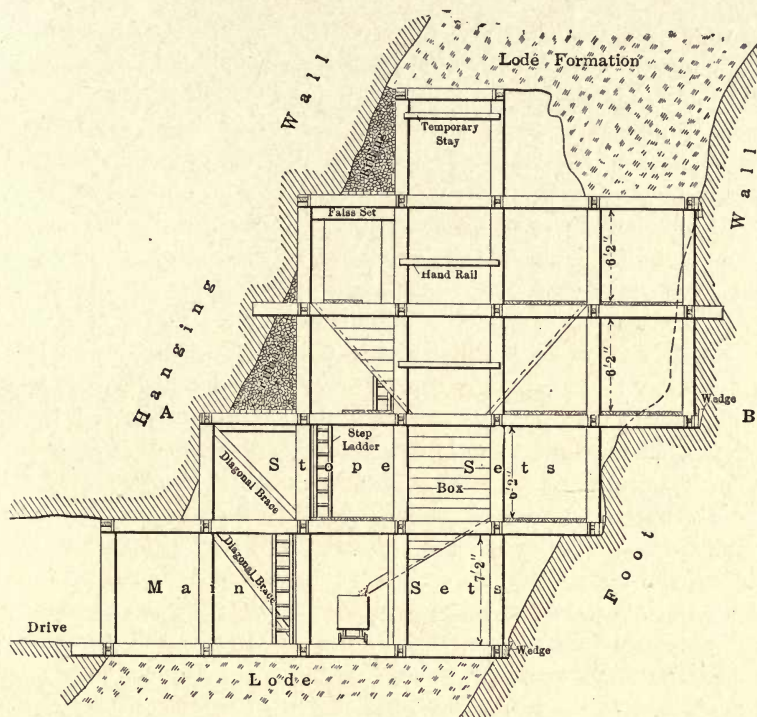 Lode Formation
Hanging Wall
Wall
Temporary
Stay
Filling
False Set
Hand Rail
6'2"
6'2"
Wedge
A
B
Step
Ladder
Diagonal Brace
Stope Sets
Box
6'2"
Diagonal Brace
7'2"
Main Sets
Foot
Drive
Wedge
Lode